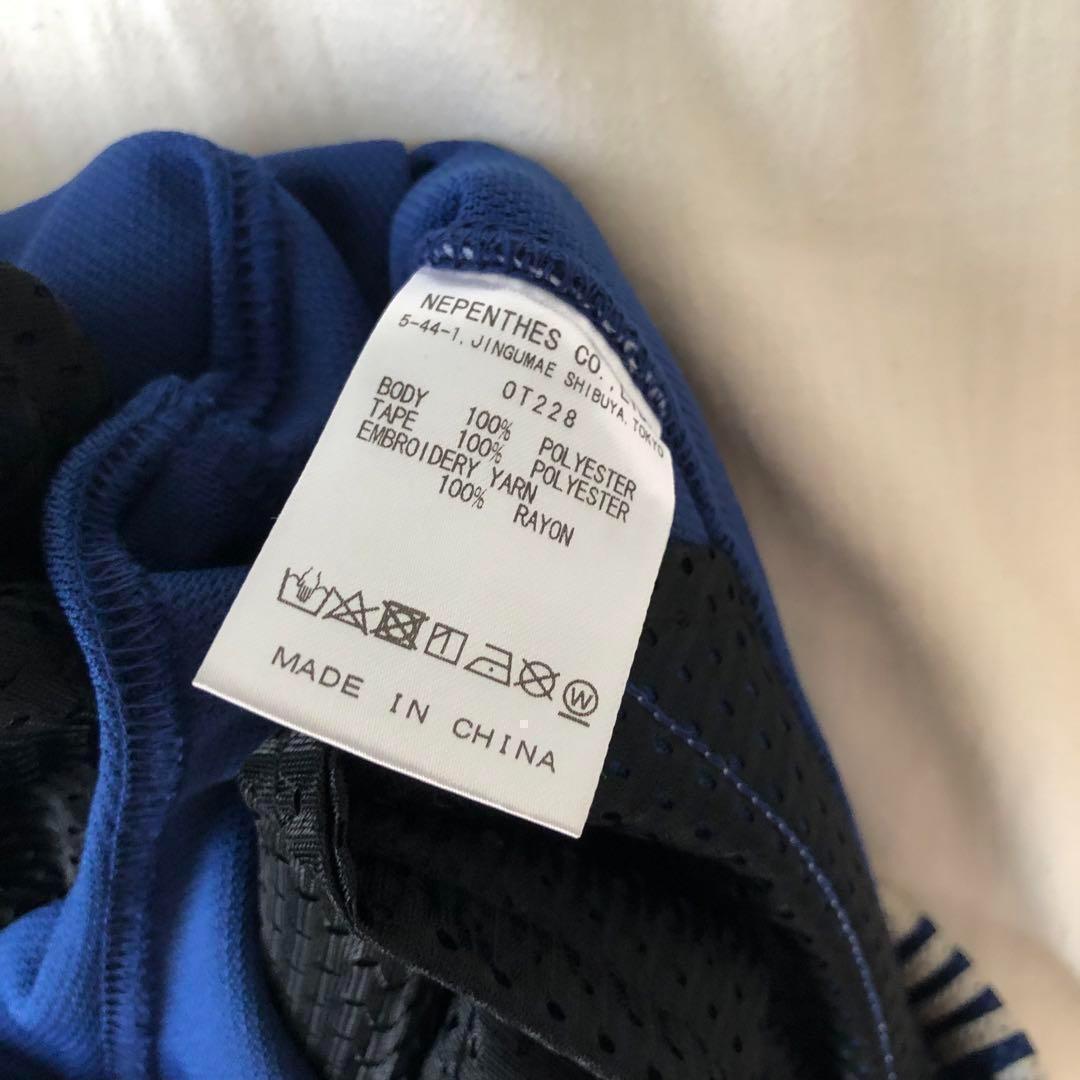 NEPENTHES CO.,
5-44-1, JINGUMAE SHIBUYA, TOKYO
OT228
BODY 100% POLYESTER
TAPE 100% POLYESTER
EMBROIDERY YARN
100% RAYON
W
MADE IN CHINA